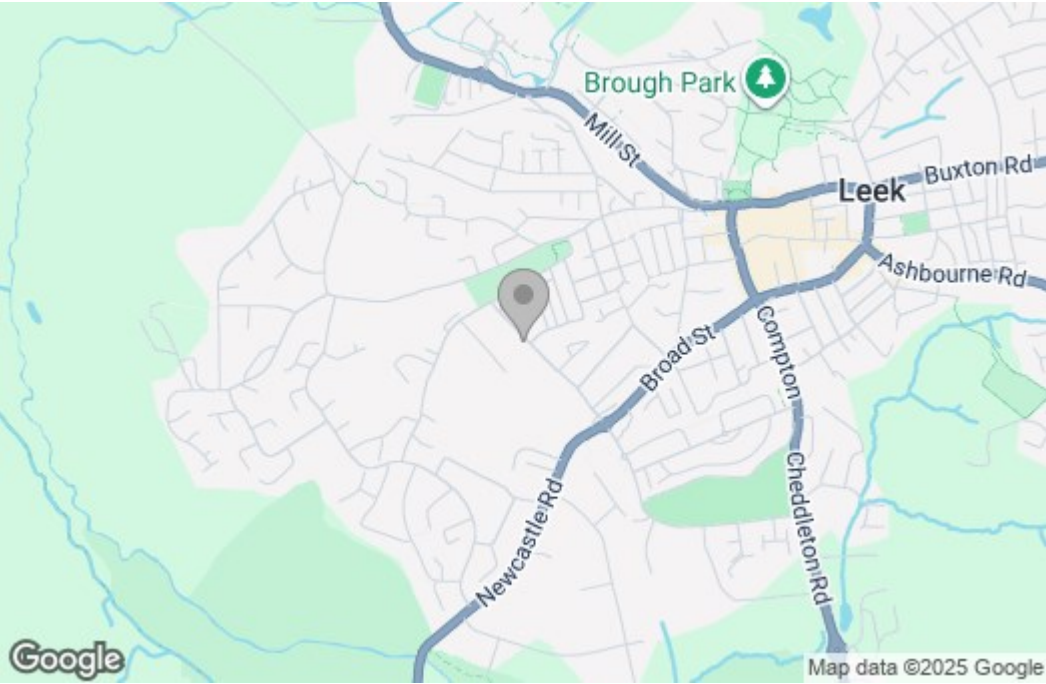 Brough Park
Mill St
Buxton Rd
Leek
Ashbourne Rd
Broad St
Compton
Cheddleton Rd
Newcastle Rd
Google
Map data ©2025 Google